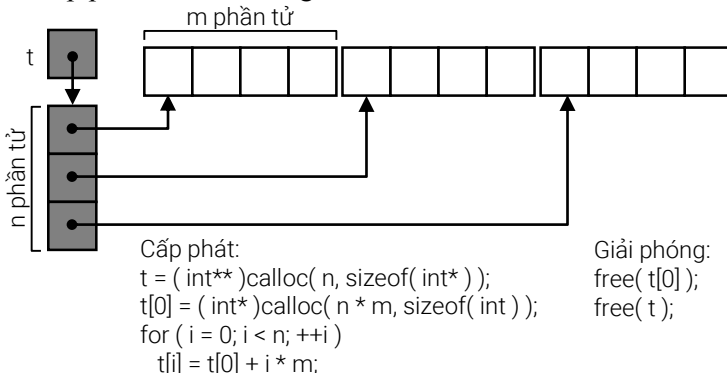 m phần tử
t
n phần tử
Cấp phát:
t = ( int** )calloc( n, sizeof( int* ) );
t[0] = ( int* )calloc( n * m, sizeof( int ) );
for ( i = 0; i < n; ++i )
t[i] = t[0] + i * m;
Giải phóng:
free( t[0] );
free( t );